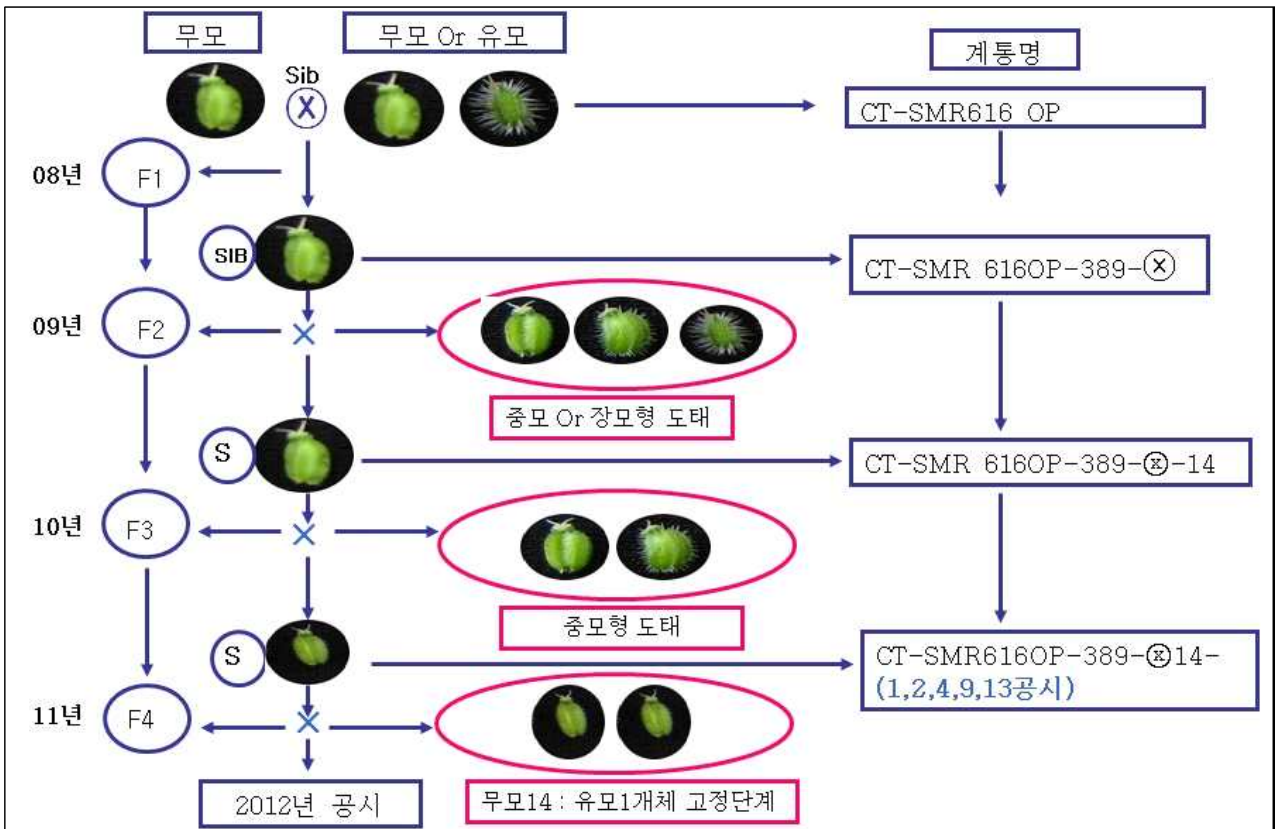 무모
무모 Or 유모
계통명
Sib
X
CT-SMR616 OP
08년
F1
SIB
CT-SMR 616OP-389-ⓧ
09년
F2
중모 Or 장모형 도태
S
CT-SMR 616OP-389-ⓧ-14
10년
F3
중모형 도태
S
CT-SMR616OP-389-ⓧ14-
(1,2,4,9,13공시)
11년
F4
2012년 공시
무모14 : 유모1개체 고정단계